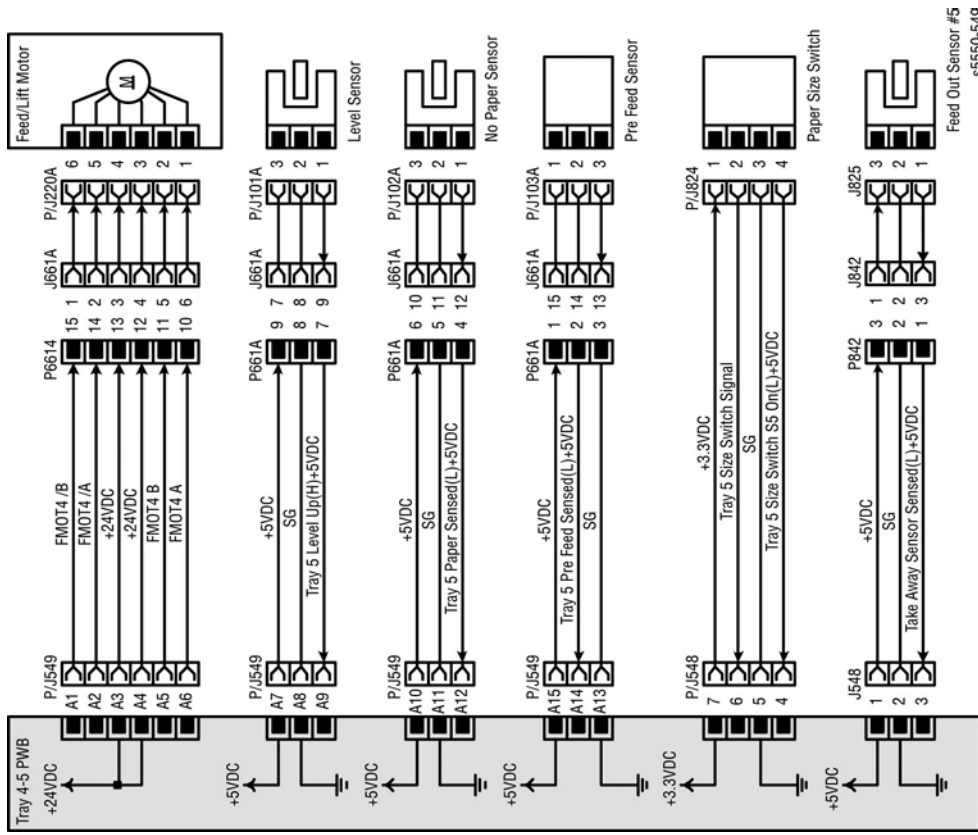 Tray 4-5 PWB
+24VDC
P/J549
A1
A2
A3
A4
A5
A6
FMOT4 /B
FMOT4 /A
+24VDC
+24VDC
FMOT4 B
FMOT4 A
P6614
15
14
13
12
11
10
J661A
1
2
3
4
5
6
P/J220A
6
5
4
3
2
1
Feed/Lift Motor
M
+5VDC
P/J549
A7
A8
A9
+5VDC
SG
Tray 5 Level Up(H)+5VDC
P661A
9
8
7
J661A
7
8
9
P/J101A
3
2
1
Level Sensor
+5VDC
P/J549
A10
A11
A12
+5VDC
SG
Tray 5 Paper Sensed(L)+5VDC
P661A
6
5
4
J661A
10
11
12
P/J102A
3
2
1
No Paper Sensor
+5VDC
P/J549
A15
A14
A13
+5VDC
Tray 5 Pre Feed Sensed(L)+5VDC
SG
P661A
1
2
3
J661A
15
14
13
P/J103A
1
2
3
Pre Feed Sensor
+3.3VDC
P/J548
7
6
5
4
+3.3VDC
Tray 5 Size Switch Signal
SG
Tray 5 Size Switch S5 On(L)+5VDC
P/J824
1
2
3
4
Paper Size Switch
+5VDC
J548
1
2
3
+5VDC
SG
Take Away Sensor Sensed(L)+5VDC
P842
3
2
1
J842
1
2
3
J825
3
2
1
Feed Out Sensor #5
s5550-549